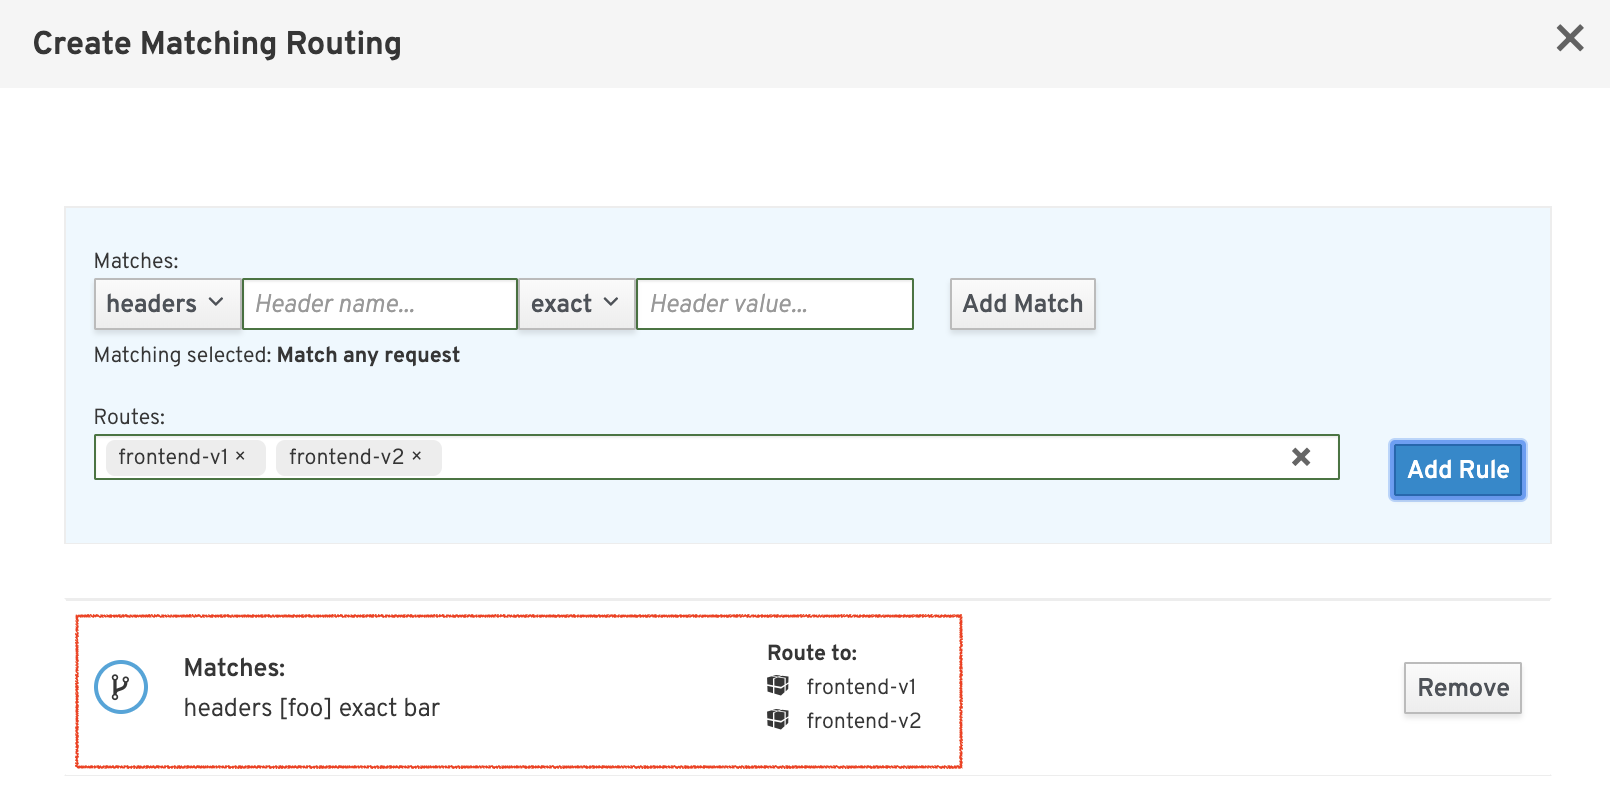 Create Matching Routing
Matches:
headers Header name... exact Header value... Add Match
Matching selected: Match any request
Routes:
frontend-v1 × frontend-v2 ×
Add Rule
Matches:
headers [foo] exact bar
Route to:
frontend-v1
frontend-v2
Remove